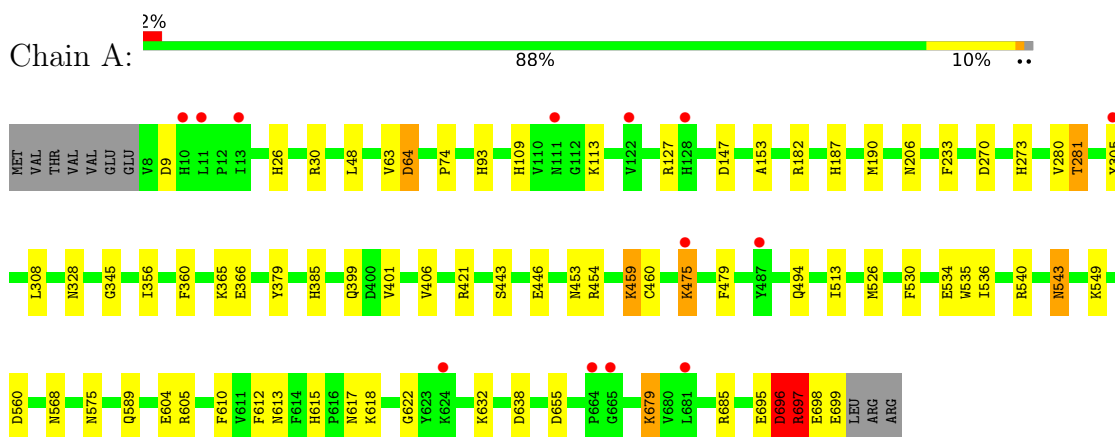 2%
Chain A:
88% 10% ••
MET VAL THR VAL VAL GLU GLU V8 D9 H10 L11 P12 I13 H26 R30 L48 V63 D64 P74 H93 H109 V110 N111 G112 K113 V122 R127 H128 D147 A153 R182 H187 M190 N206 F233 D270 H273 V280 T281
L308 N328 G345 I356 F360 K365 E366 Y379 H385 Q399 D400 V401 V406 R421 S443 E446 N453 R454 K459 C460 K475 F479 Y487 Q494 I513 M526 F530 E534 W535 I536 R540 N543 K549
D560 N568 N575 Q589 E604 R605 F610 V611 F612 N613 F614 H615 P616 N617 K618 G622 Y623 K624 K632 D638 D655 P664 G665 K679 V680 L681 R685 E695 D696 R697 E698 E699 LEU ARG ARG